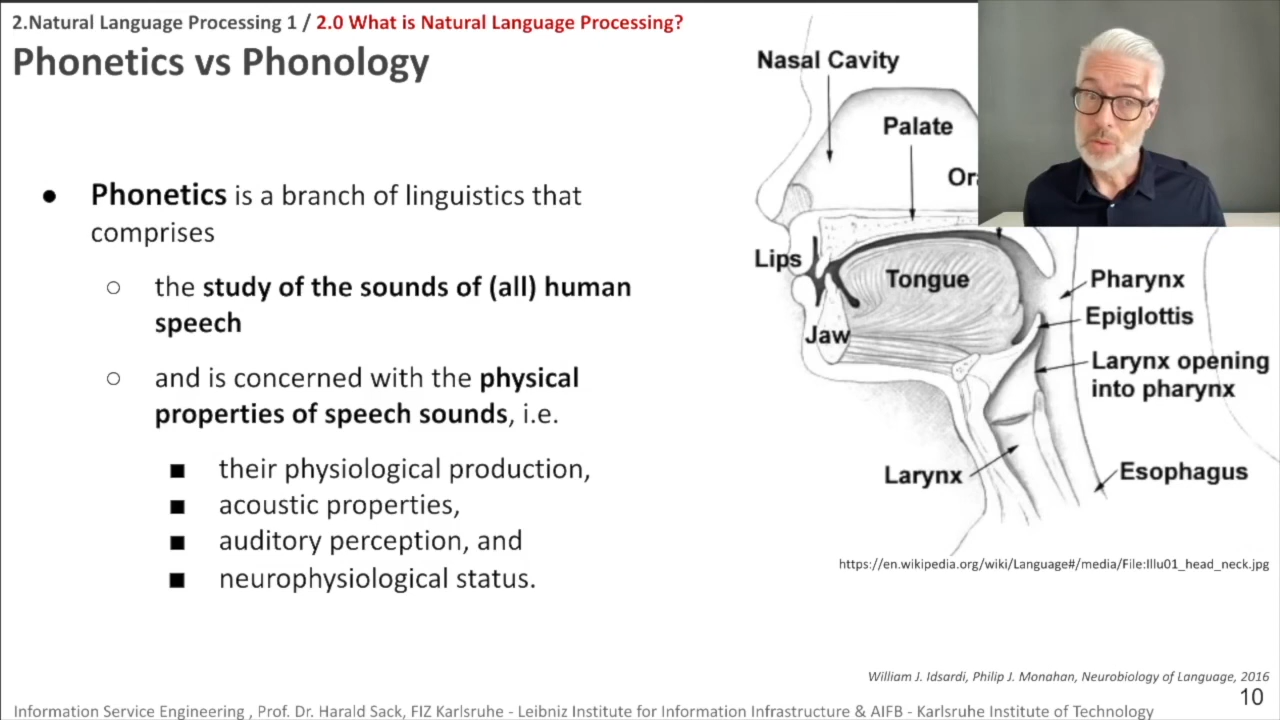 2.Natural Language Processing 1 / 2.0 What is Natural Language Processing?
Phonetics vs Phonology
● Phonetics is a branch of linguistics that
comprises
○ the study of the sounds of (all) human
speech
○ and is concerned with the physical
properties of speech sounds, i.e.
■ their physiological production,
■ acoustic properties,
■ auditory perception, and
■ neurophysiological status.
Nasal Cavity
Palate
Or
Lips
Tongue
Jaw
Pharynx
Epiglottis
Larynx opening
into pharynx
Larynx
Esophagus
https://en.wikipedia.org/wiki/Language#/media/File:Illu01_head_neck.jpg
William J. Idsardi, Philip J. Monahan, Neurobiology of Language, 2016
10
Information Service Engineering , Prof. Dr. Harald Sack, FIZ Karlsruhe - Leibniz Institute for Information Infrastructure & AIFB - Karlsruhe Institute of Technology